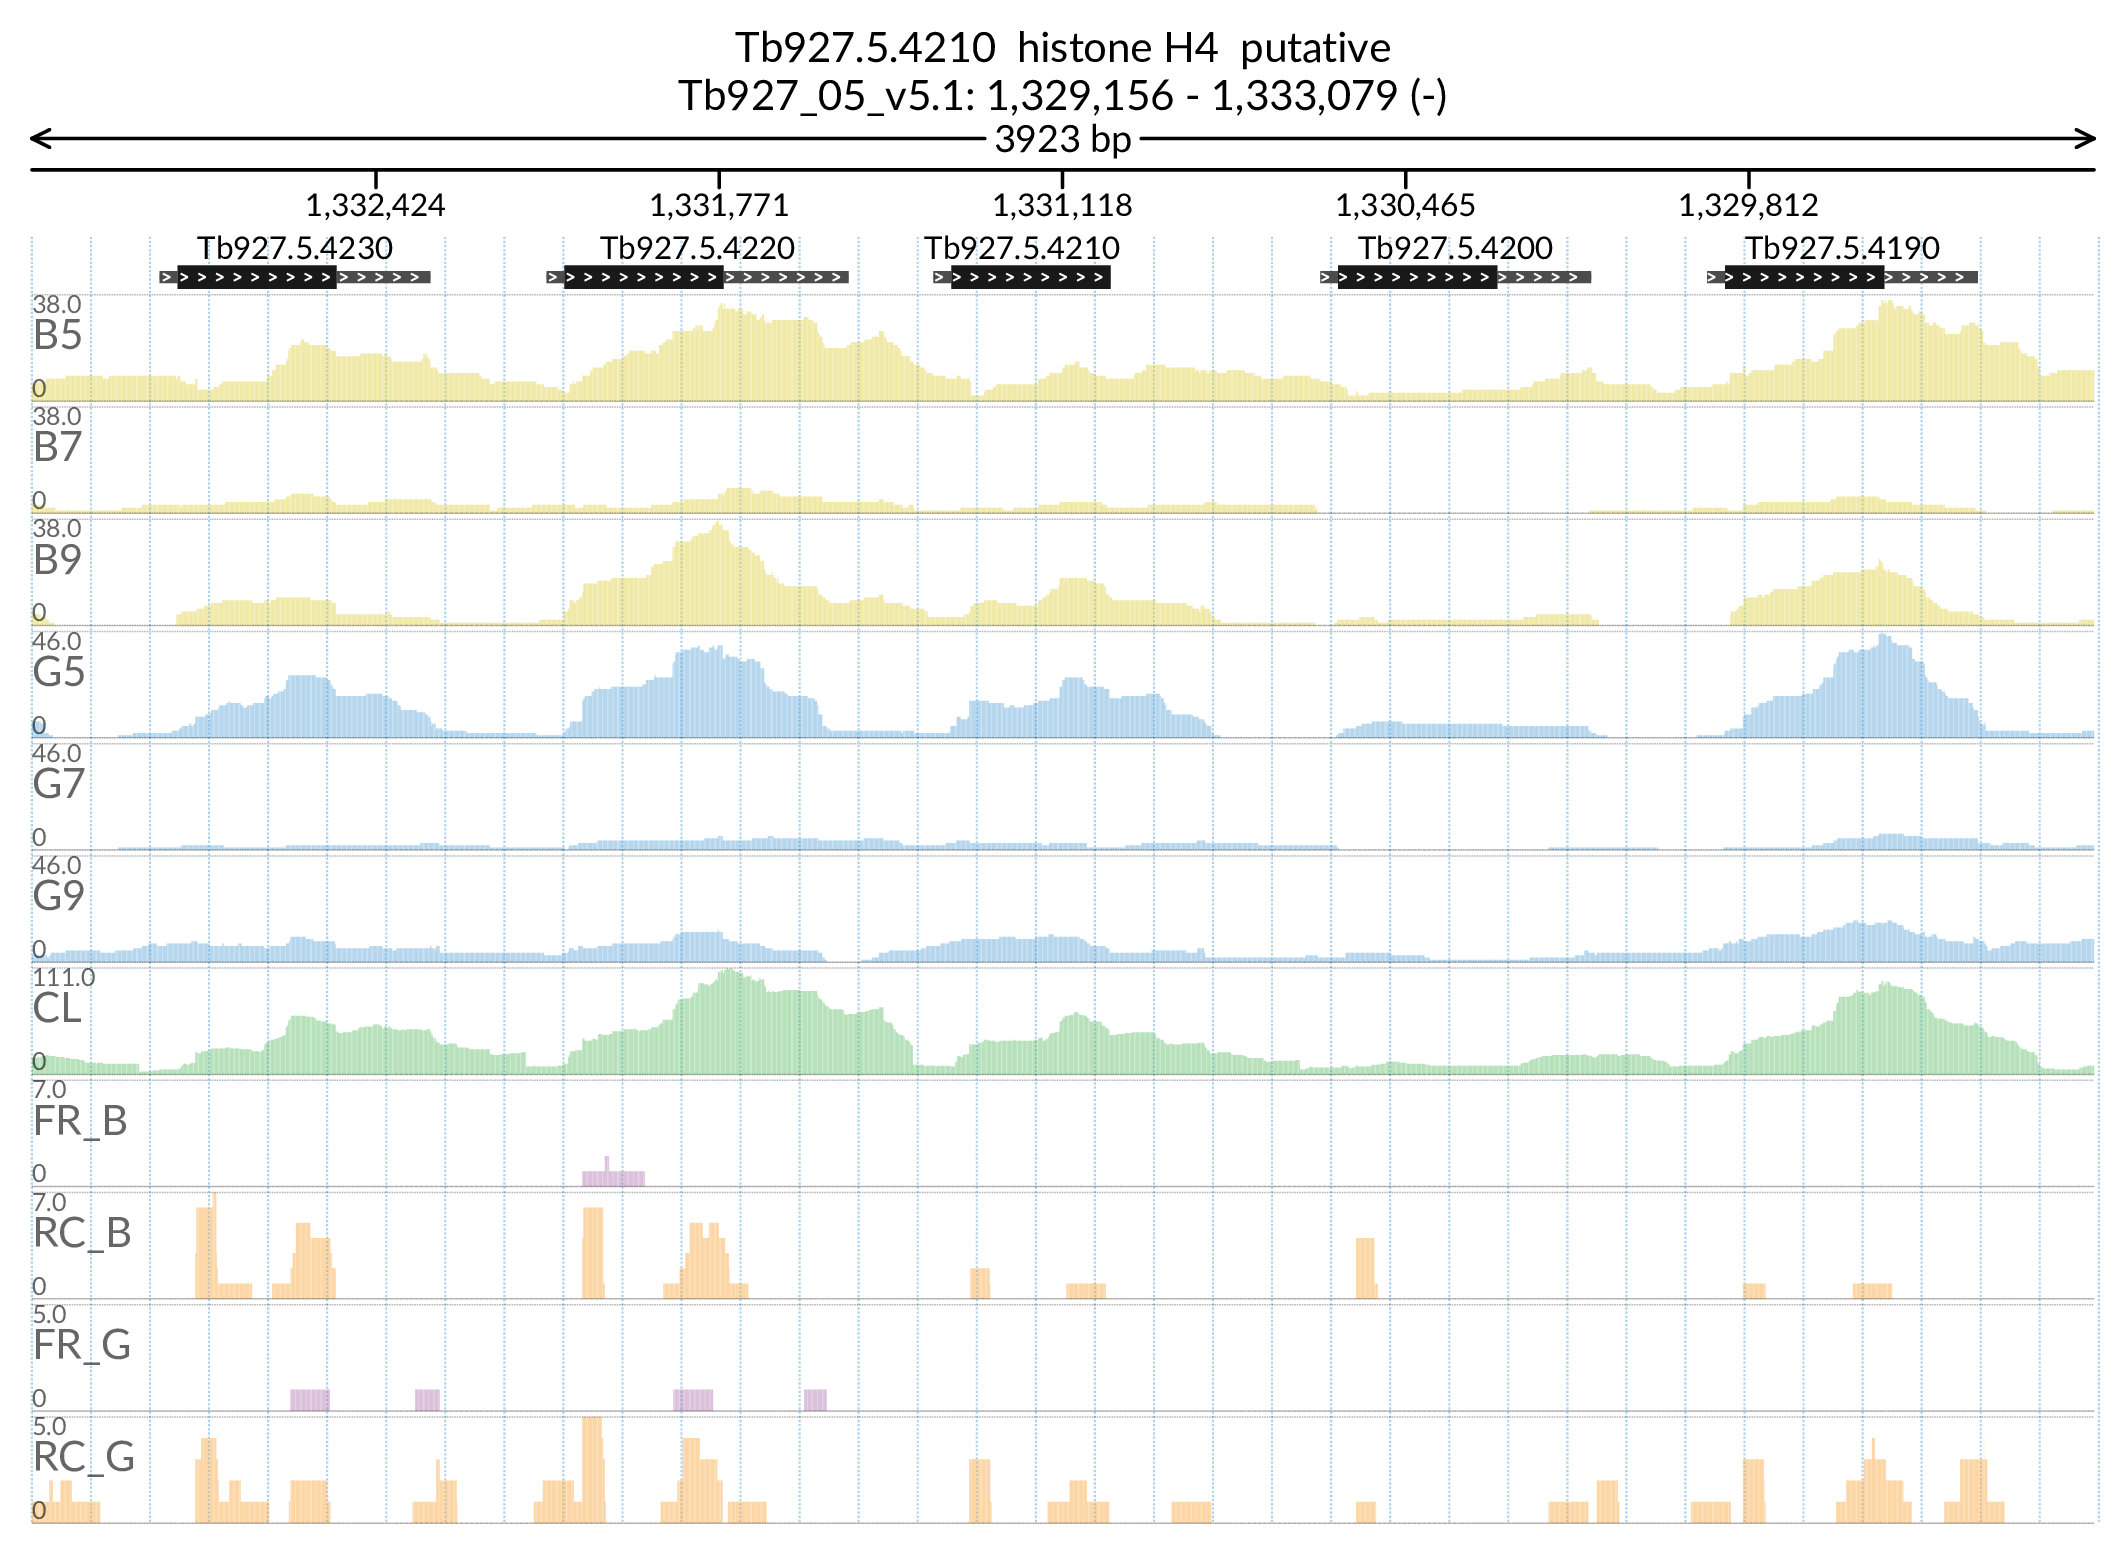 Tb927.5.4210 histone H4 putative
Tb927_05_v5.1: 1,329,156 - 1,333,079 (-)
3923 bp
1,332,424 1,331,771 1,331,118 1,330,465 1,329,812
Tb927.5.4230 Tb927.5.4220 Tb927.5.4210 Tb927.5.4200 Tb927.5.4190
38.0
B5
0
38.0
B7
0
38.0
B9
0
46.0
G5
0
46.0
G7
0
46.0
G9
0
111.0
CL
0
7.0
FR_B
0
7.0
RC_B
0
5.0
FR_G
0
5.0
RC_G
0